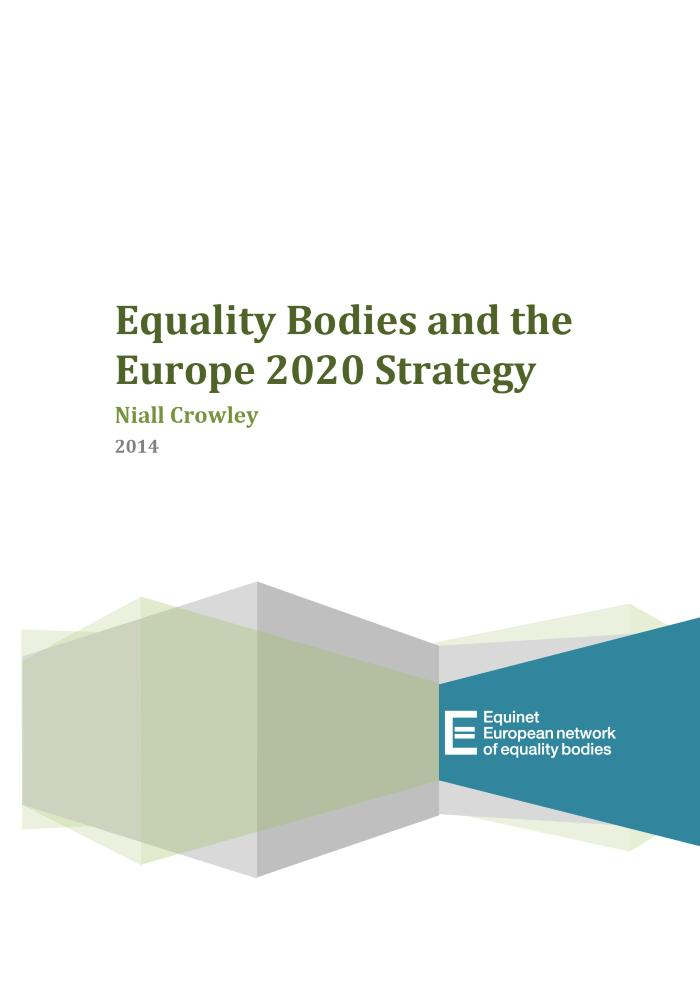 Equality Bodies and the
Europe 2020 Strategy
Niall Crowley
2014
Equinet
European network
of equality bodies